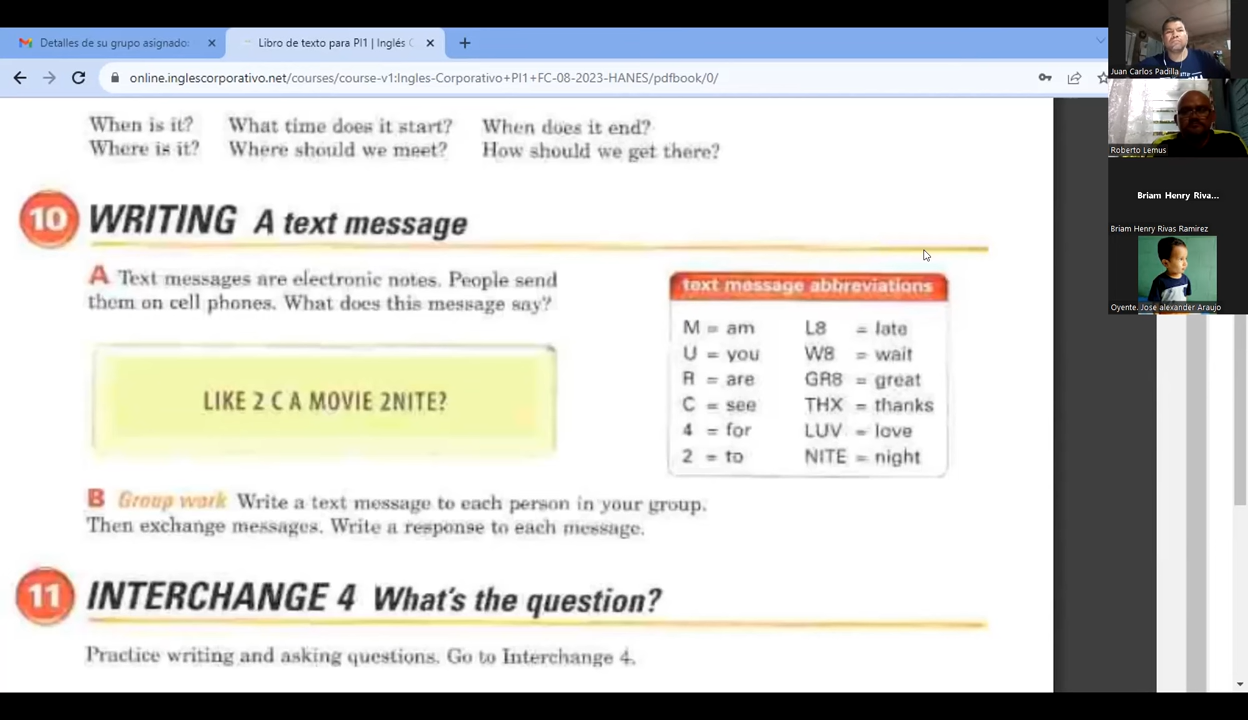 Detalles de su grupo asignado:
Libro de texto para PI1 | Inglés C
online.inglescorporativo.net/courses/course-v1:Ingles-Corporativo+PI1+FC-08-2023-HANES/pdfbook/0/
Juan Carlos Padilla
Roberto Lemus
Briam Henry Riva...
Briam Henry Rivas Ramirez
Oyente. Jose alexander Araujo
When is it? What time does it start? When does it end?
Where is it? Where should we meet? How should we get there?
10 WRITING A text message
A Text messages are electronic notes. People send
them on cell phones. What does this message say?
LIKE 2 C A MOVIE 2NITE?
text message abbreviations
M = am L8 = late
U = you W8 = wait
R = are GR8 = great
C = see THX = thanks
4 = for LUV = love
2 = to NITE = night
B Group work Write a text message to each person in your group.
Then exchange messages. Write a response to each message.
11 INTERCHANGE 4 What's the question?
Practice writing and asking questions. Go to Interchange 4.